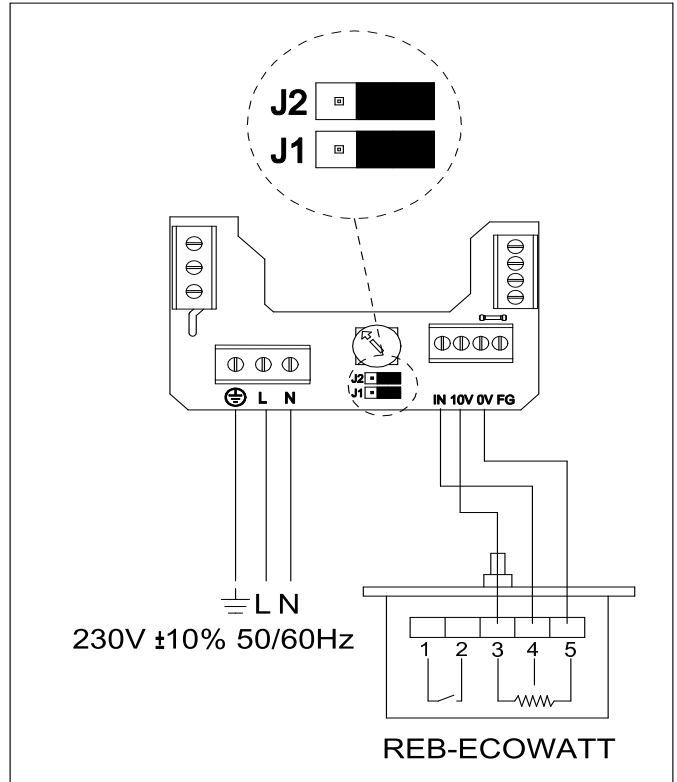 J2
J1
J2
J1
L N
IN 10V 0V FG
L N
230V ±10% 50/60Hz
1 2 3 4 5
REB-ECOWATT